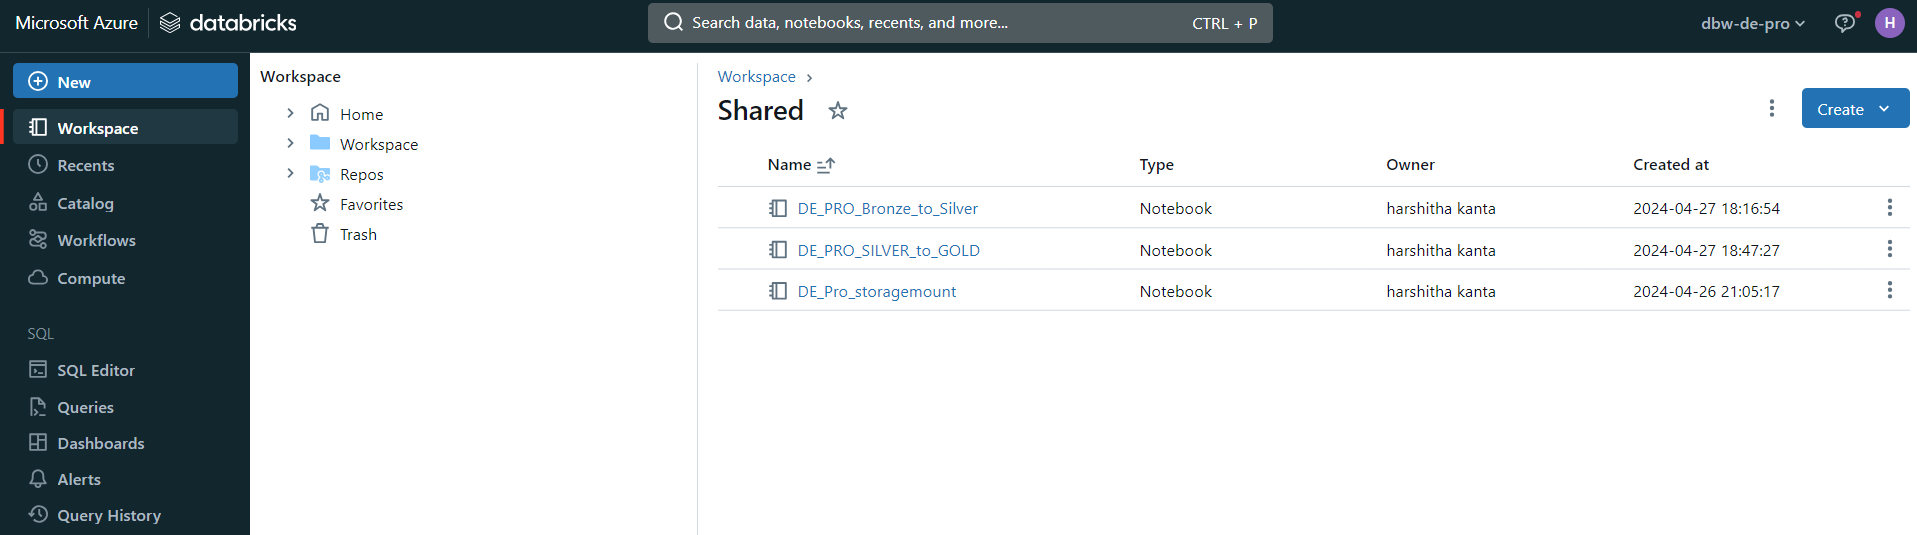 Microsoft Azure databricks
Search data, notebooks, recents, and more... CTRL + P
dbw-de-pro
H
New
Workspace
Recents
Catalog
Workflows
Compute
SQL
SQL Editor
Queries
Dashboards
Alerts
Query History
Workspace
Home
Workspace
Repos
Favorites
Trash
Workspace ›
Shared
Create
Name Type Owner Created at
DE_PRO_Bronze_to_Silver Notebook harshitha kanta 2024-04-27 18:16:54
DE_PRO_SILVER_to_GOLD Notebook harshitha kanta 2024-04-27 18:47:27
DE_Pro_storagemount Notebook harshitha kanta 2024-04-26 21:05:17